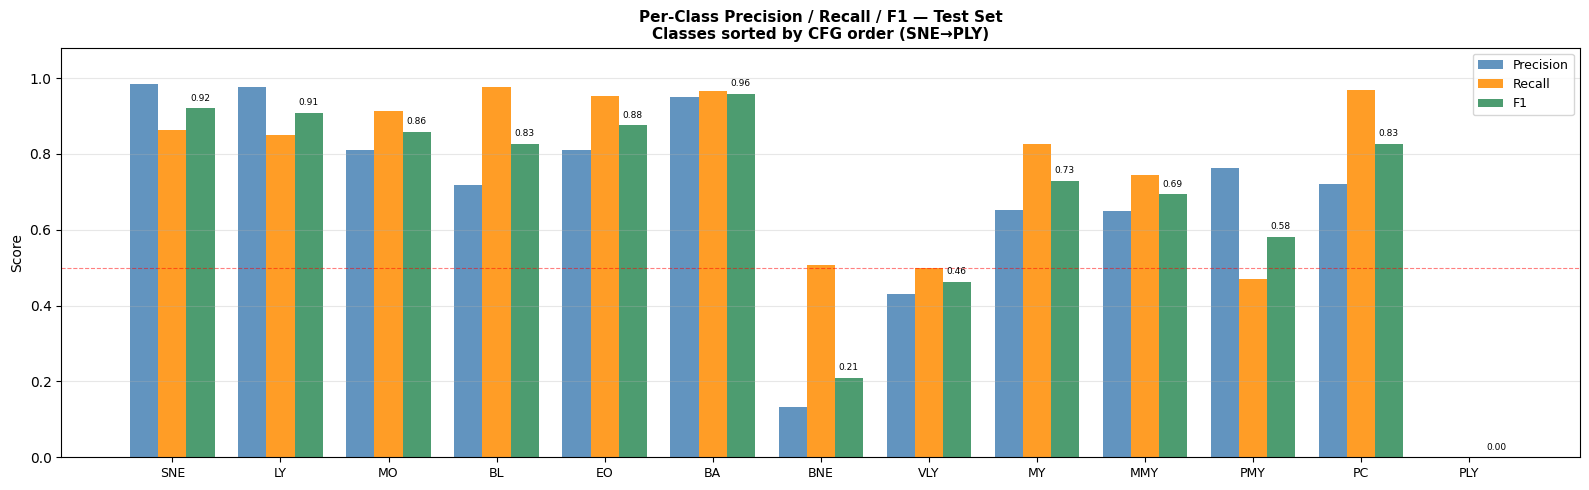 Per-Class Precision / Recall / F1 — Test Set
Classes sorted by CFG order (SNE→PLY)
Precision
Recall
F1
Score
1.0
0.8
0.6
0.4
0.2
0.0
0.92
0.91
0.86
0.83
0.88
0.96
0.21
0.46
0.73
0.69
0.58
0.83
0.00
SNE LY MO BL EO BA BNE VLY MY MMY PMY PC PLY